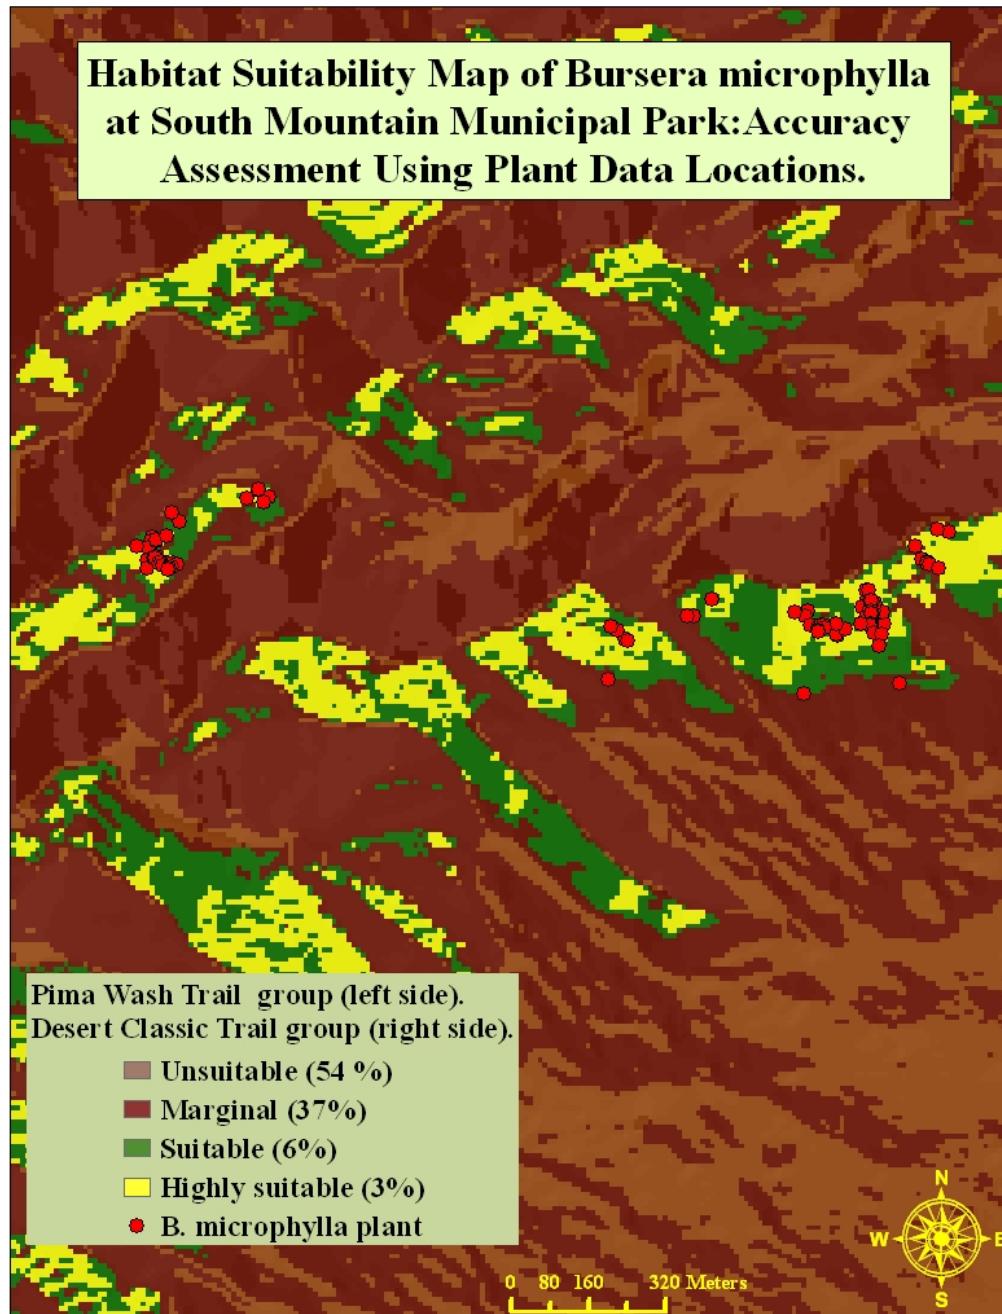 Habitat Suitability Map of Bursera microphylla
at South Mountain Municipal Park:Accuracy
Assessment Using Plant Data Locations.
Pima Wash Trail group (left side).
Desert Classic Trail group (right side).
Unsuitable (54 %)
Marginal (37%)
Suitable (6%)
Highly suitable (3%)
B. microphylla plant
N
W E
S
0 80 160 320 Meters